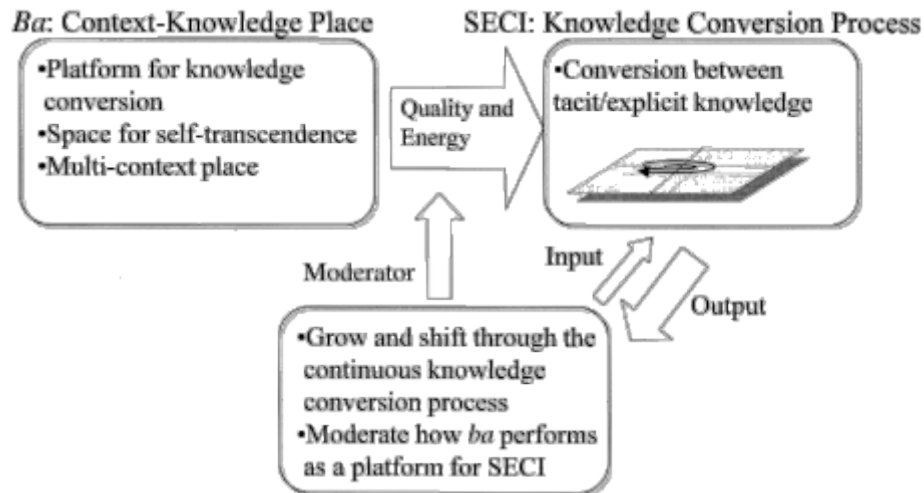 Ba: Context-Knowledge Place
SECI: Knowledge Conversion Process
•Platform for knowledge
conversion
•Space for self-transcendence
•Multi-context place
Quality and
Energy
•Conversion between
tacit/explicit knowledge
Moderator
Input
Output
•Grow and shift through the
continuous knowledge
conversion process
•Moderate how ba performs
as a platform for SECI